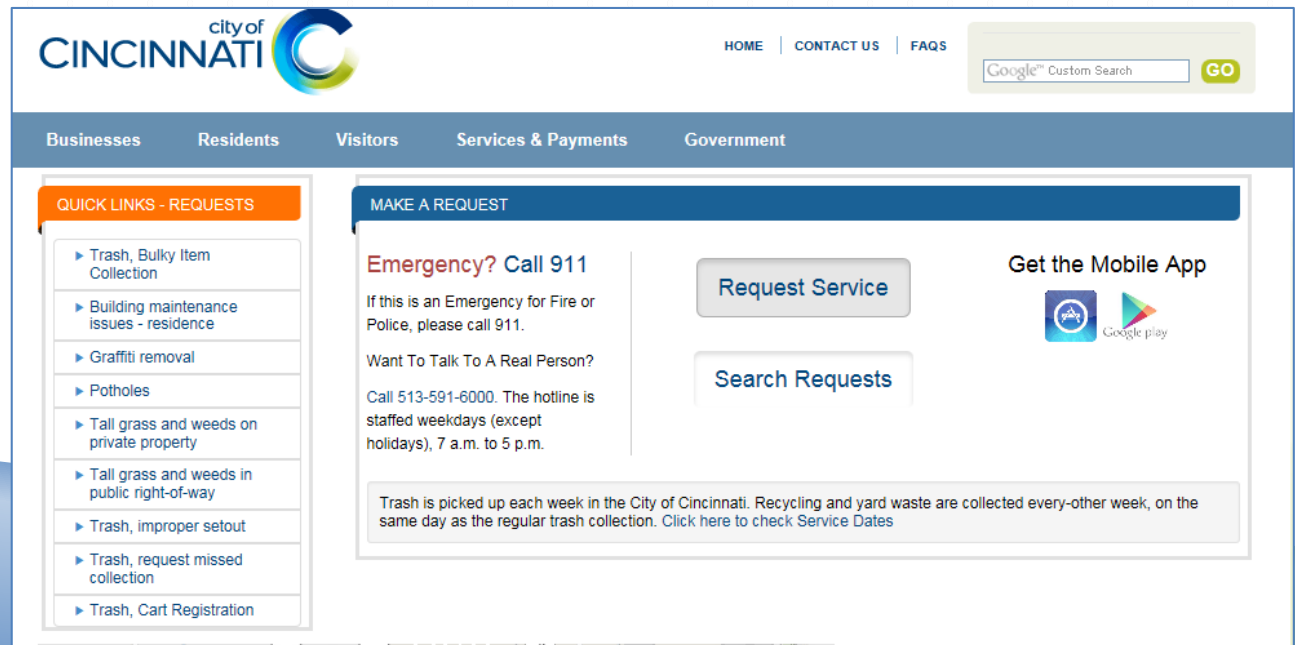 city of
CINCINNATI
HOME
CONTACT US
FAQS
Google™ Custom Search
GO
Businesses
Residents
Visitors
Services & Payments
Government
QUICK LINKS - REQUESTS
Trash, Bulky Item
Collection
Building maintenance
issues - residence
Graffiti removal
Potholes
Tall grass and weeds on
private property
Tall grass and weeds in
public right-of-way
Trash, improper setout
Trash, request missed
collection
Trash, Cart Registration
MAKE A REQUEST
Emergency? Call 911
If this is an Emergency for Fire or
Police, please call 911.
Want To Talk To A Real Person?
Call 513-591-6000. The hotline is
staffed weekdays (except
holidays), 7 a.m. to 5 p.m.
Request Service
Search Requests
Get the Mobile App
Google play
Trash is picked up each week in the City of Cincinnati. Recycling and yard waste are collected every-other week, on the
same day as the regular trash collection. Click here to check Service Dates